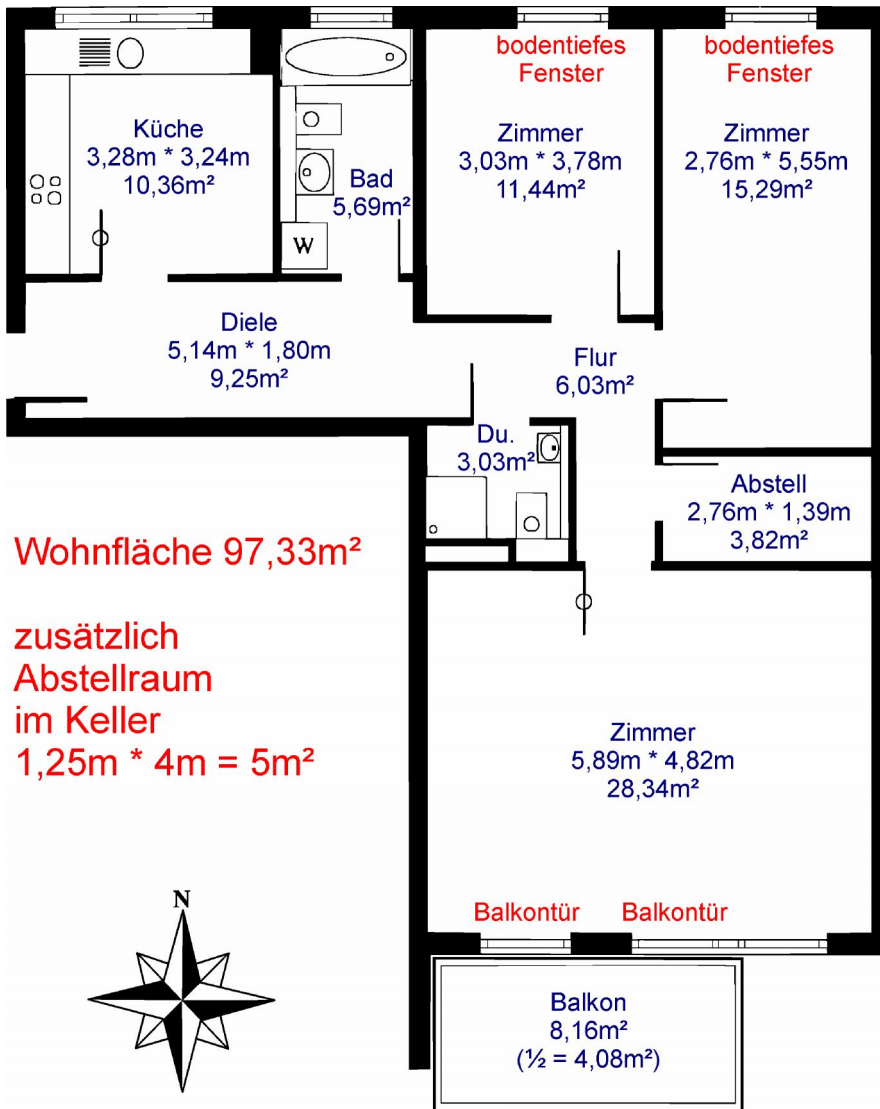 bodentiefes
Fenster
bodentiefes
Fenster
Küche
3,28m * 3,24m
10,36m²
Bad
5,69m²
W
Zimmer
3,03m * 3,78m
11,44m²
Zimmer
2,76m * 5,55m
15,29m²
Diele
5,14m * 1,80m
9,25m²
Flur
6,03m²
Du.
3,03m²
Abstell
2,76m * 1,39m
3,82m²
Wohnfläche 97,33m²
zusätzlich
Abstellraum
im Keller
1,25m * 4m = 5m²
Zimmer
5,89m * 4,82m
28,34m²
N
Balkontür Balkontür
Balkon
8,16m²
(½ = 4,08m²)